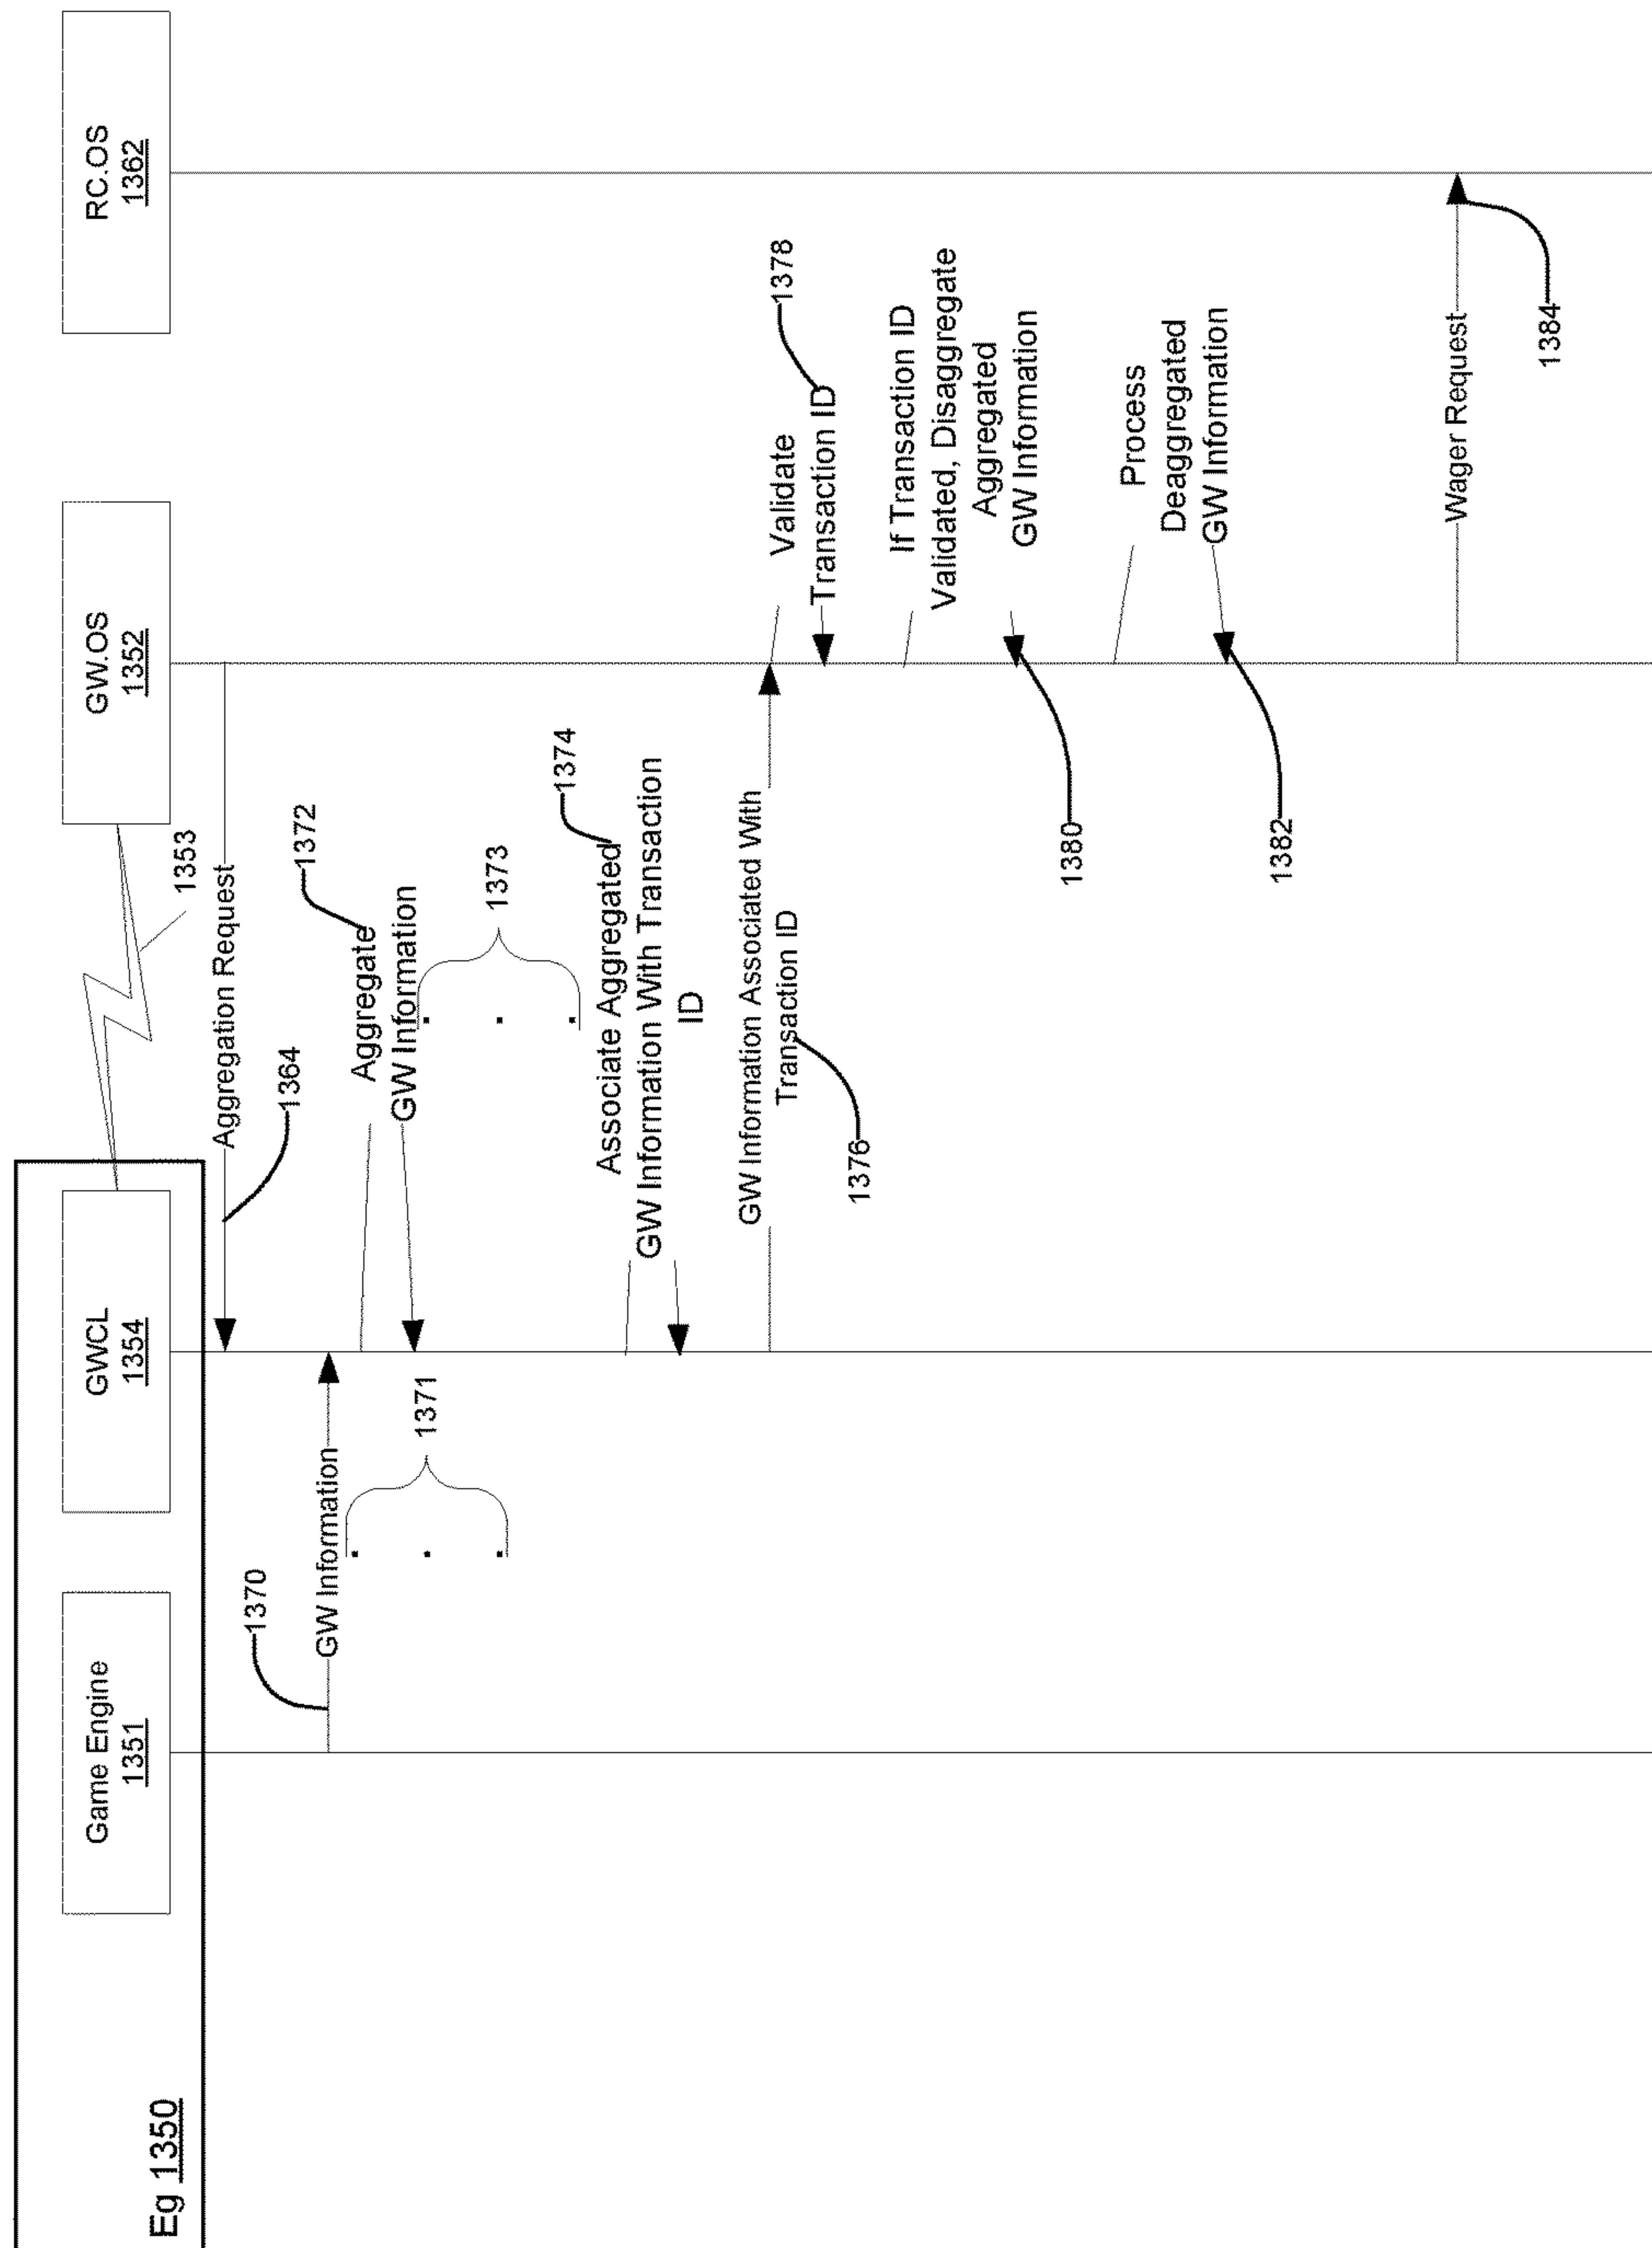 Eg 1350
Game Engine
1351
GWCL
1354
GW.OS
1352
RC.OS
1362
1353
Aggregation Request
1364
1370
GW Information
1371
1372
Aggregate
GW Information
1373
1374
Associate Aggregated
GW Information With Transaction
ID
GW Information Associated With
Transaction ID
1376
Validate
Transaction ID
1378
If Transaction ID
Validated, Disaggregate
Aggregated
GW Information
1380
Process
Deaggregated
GW Information
1382
Wager Request
1384